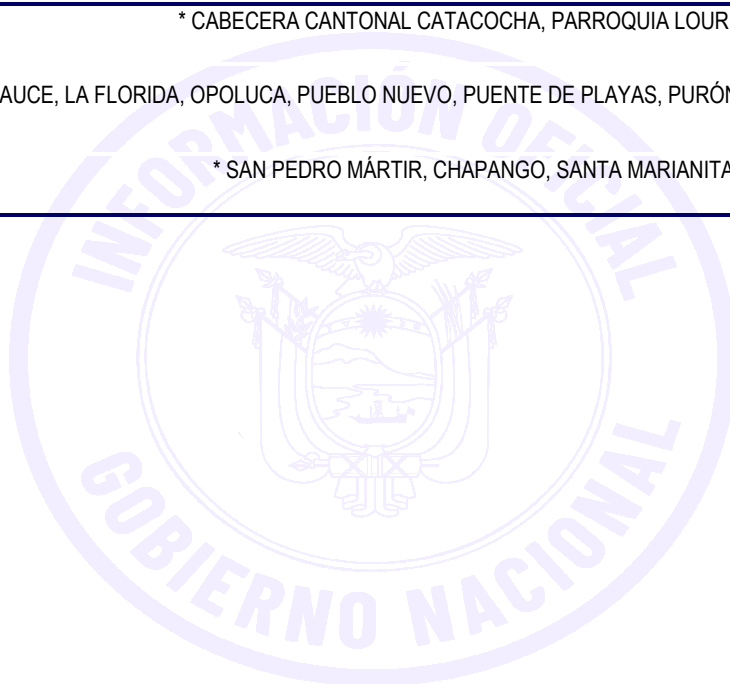 * CABECERA CANTONAL CATACOCHA, PARROQUIA LOUR
AUCE, LA FLORIDA, OPOLUCA, PUEBLO NUEVO, PUENTE DE PLAYAS, PURÓN
* SAN PEDRO MÁRTIR, CHAPANGO, SANTA MARIANITA
INFORMACIÓN OFICIAL
GOBIERNO NACIONAL